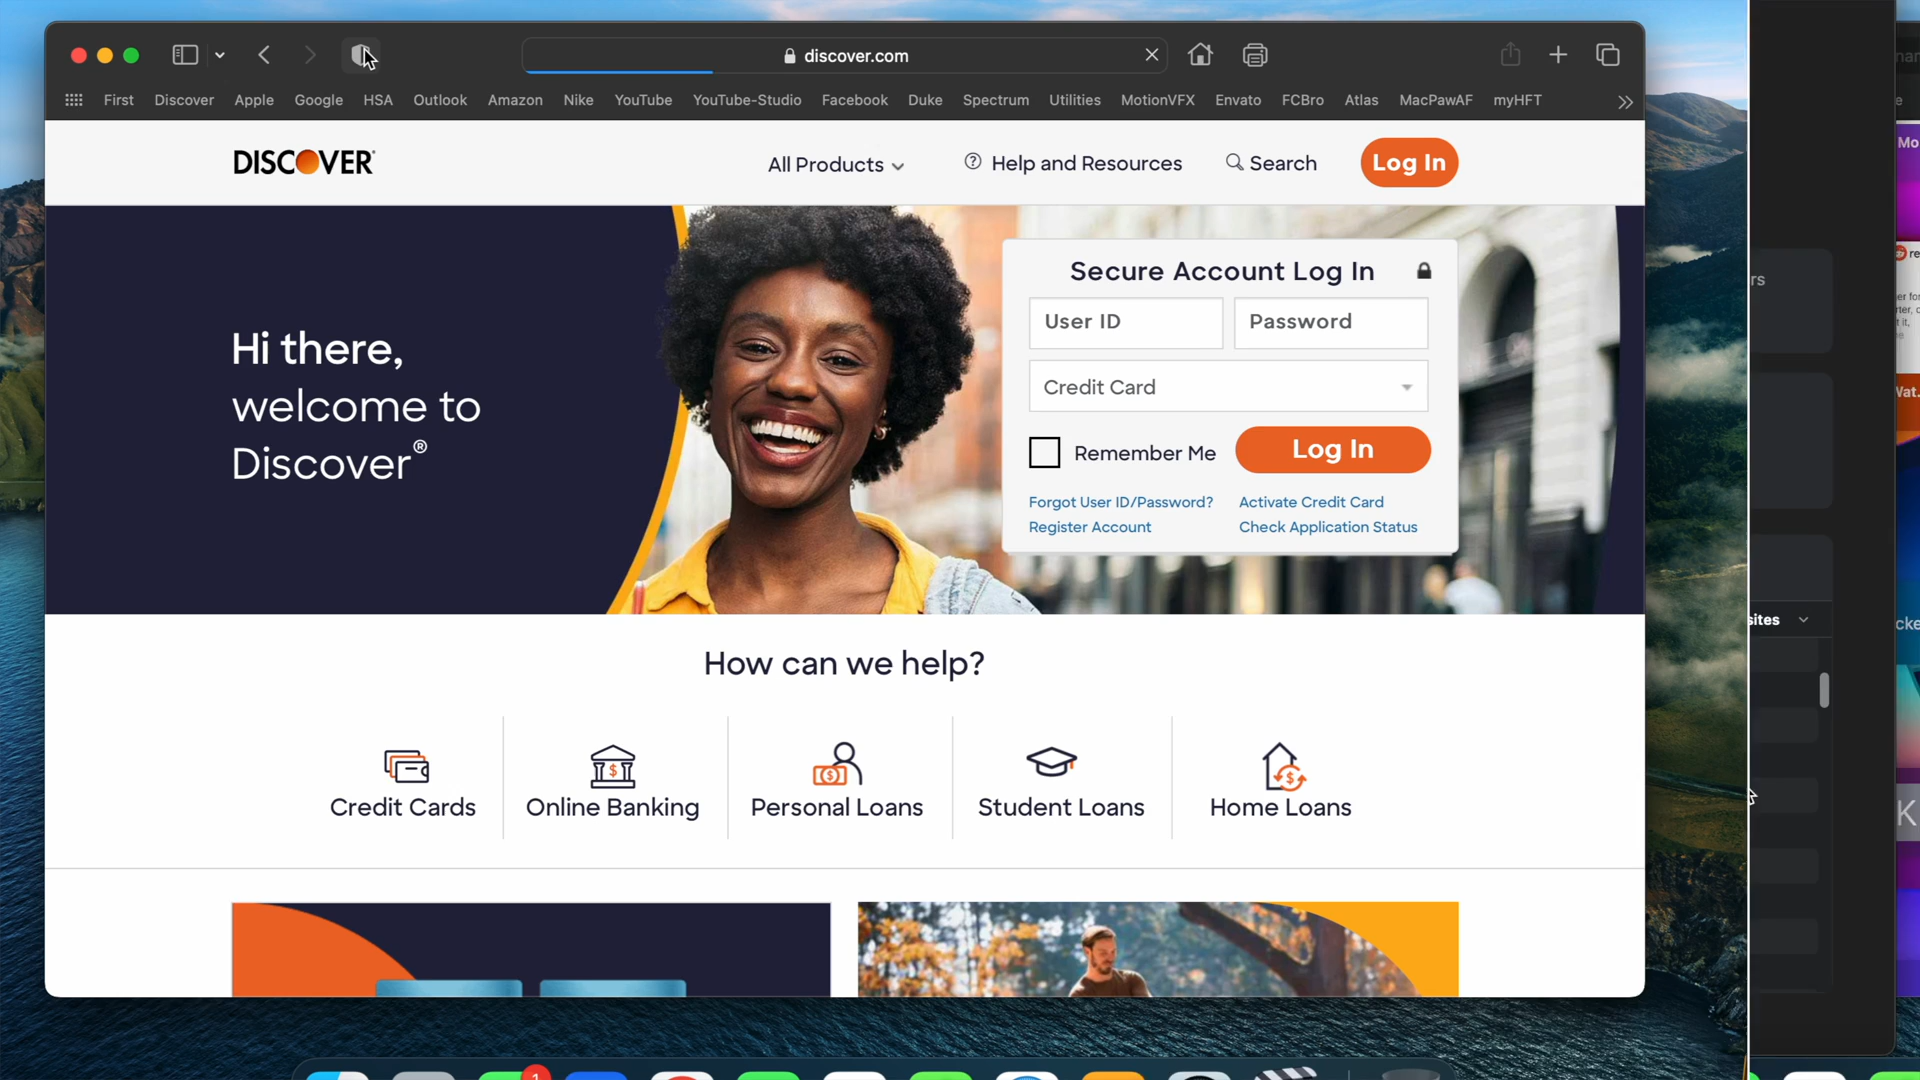 discover.com
First Discover Apple Google HSA Outlook Amazon Nike YouTube YouTube-Studio Facebook Duke Spectrum Utilities MotionVFX Envato FCBro Atlas MacPawAF myHFT
DISCOVER
All Products
Help and Resources
Search
Log In
Hi there,
welcome to
Discover®
Secure Account Log In
User ID
Password
Credit Card
Remember Me
Log In
Forgot User ID/Password?
Activate Credit Card
Register Account
Check Application Status
How can we help?
Credit Cards
Online Banking
Personal Loans
Student Loans
Home Loans
1
sites
K